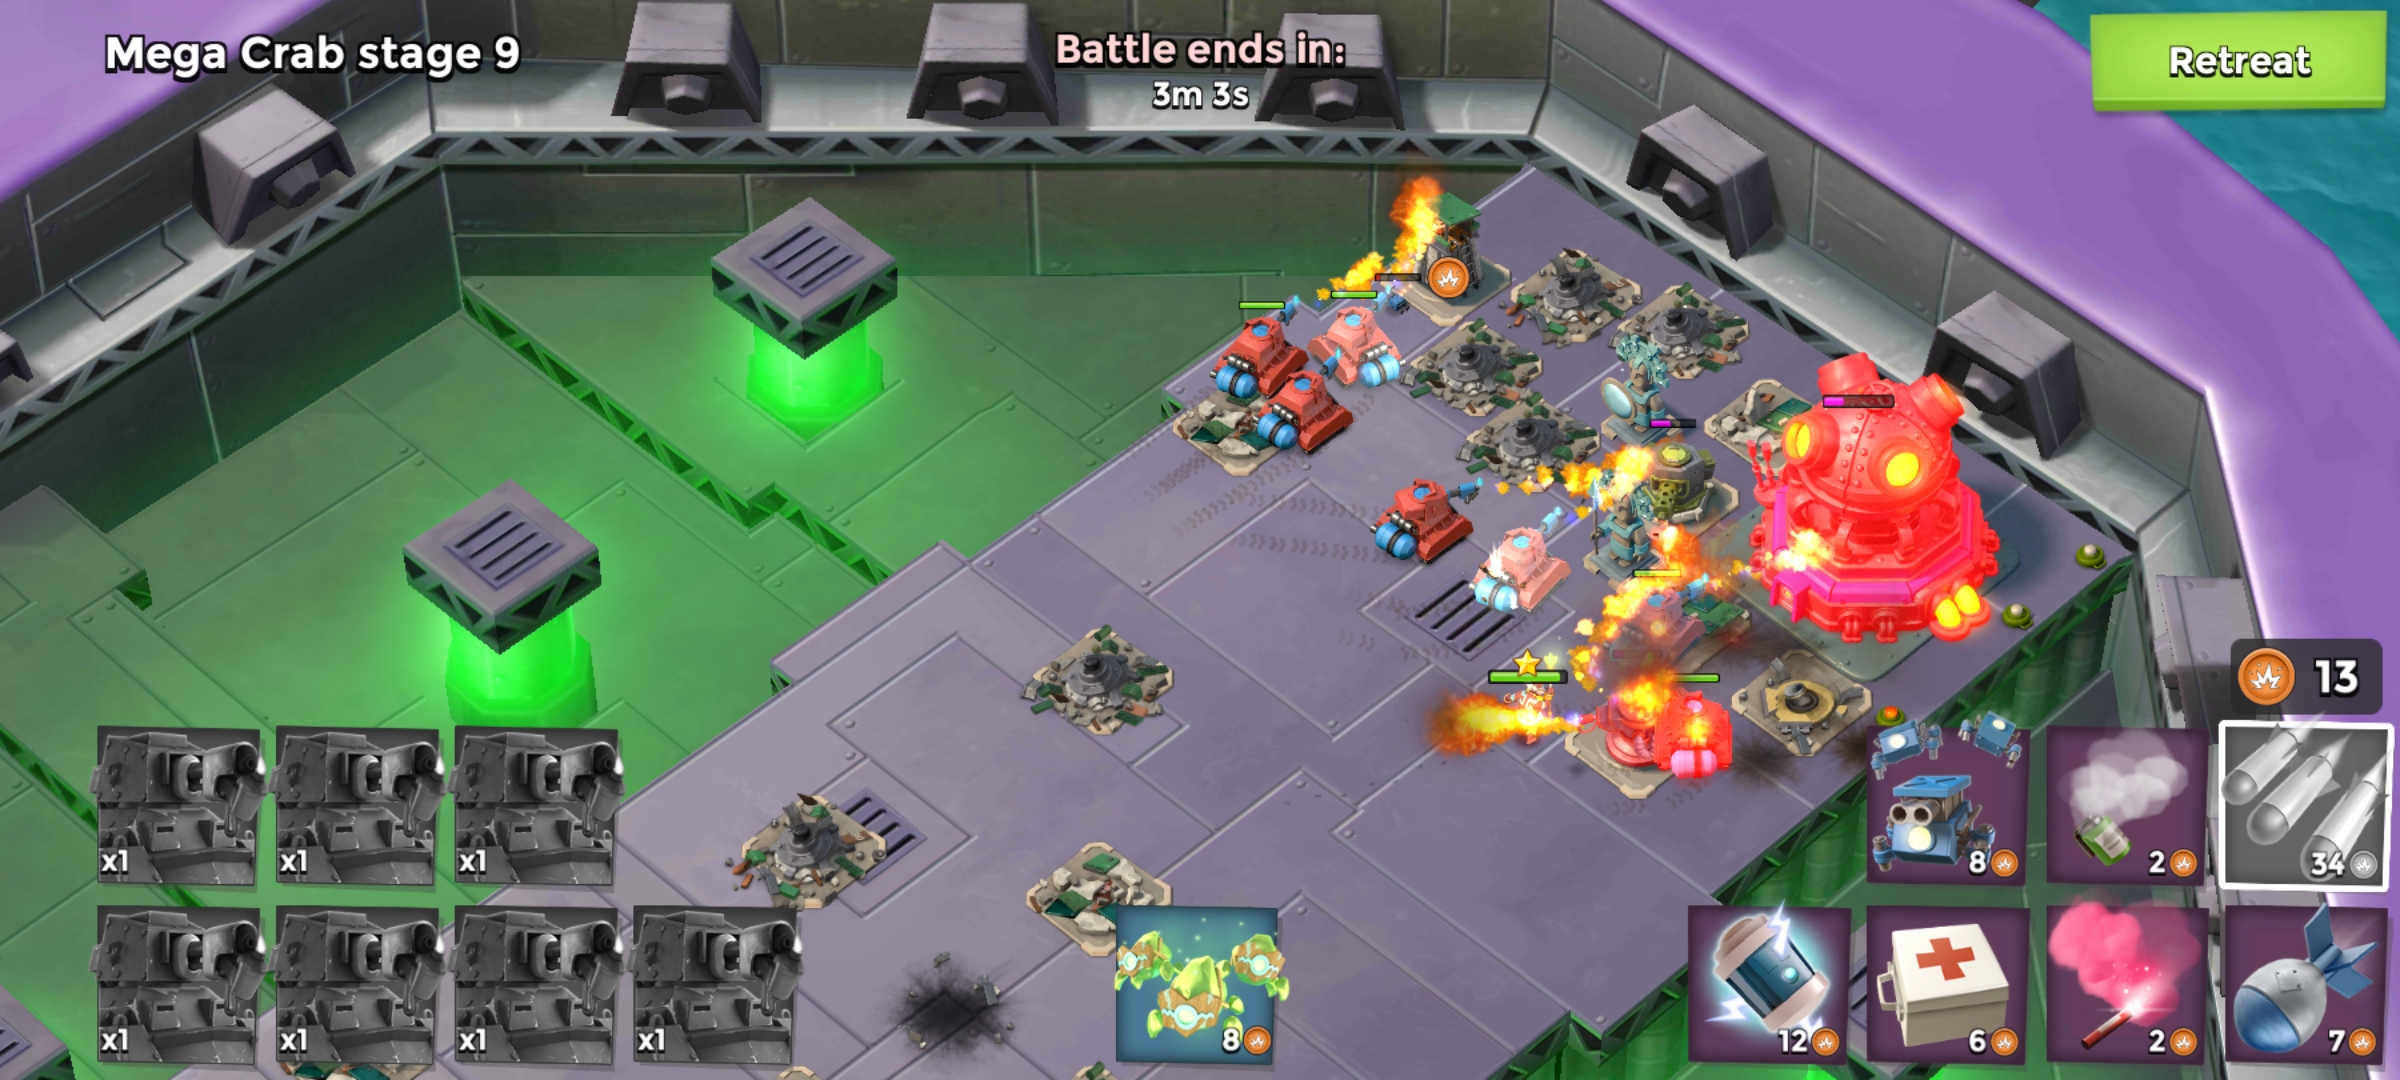 Mega Crab stage 9
Battle ends in:
3m 3s
Retreat
13
8
2
34
x1
x1
x1
x1
x1
x1
x1
8
12
6
2
7